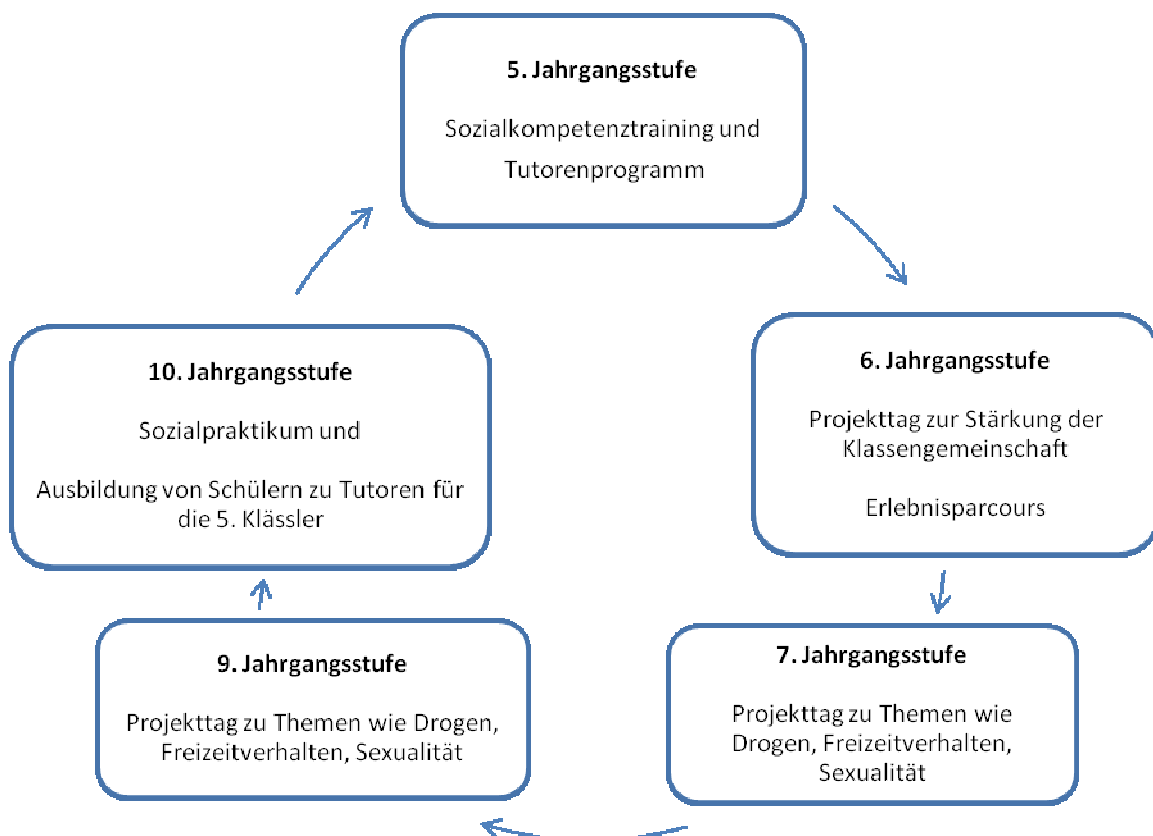 5. Jahrgangsstufe
Sozialkompetenztraining und
Tutorenprogramm
6. Jahrgangsstufe
Projekttag zur Stärkung der
Klassengemeinschaft
Erlebnisparcours
7. Jahrgangsstufe
Projekttag zu Themen wie
Drogen, Freizeitverhalten,
Sexualität
9. Jahrgangsstufe
Projekttag zu Themen wie Drogen,
Freizeitverhalten, Sexualität
10. Jahrgangsstufe
Sozialpraktikum und
Ausbildung von Schülern zu Tutoren für
die 5. Klässler